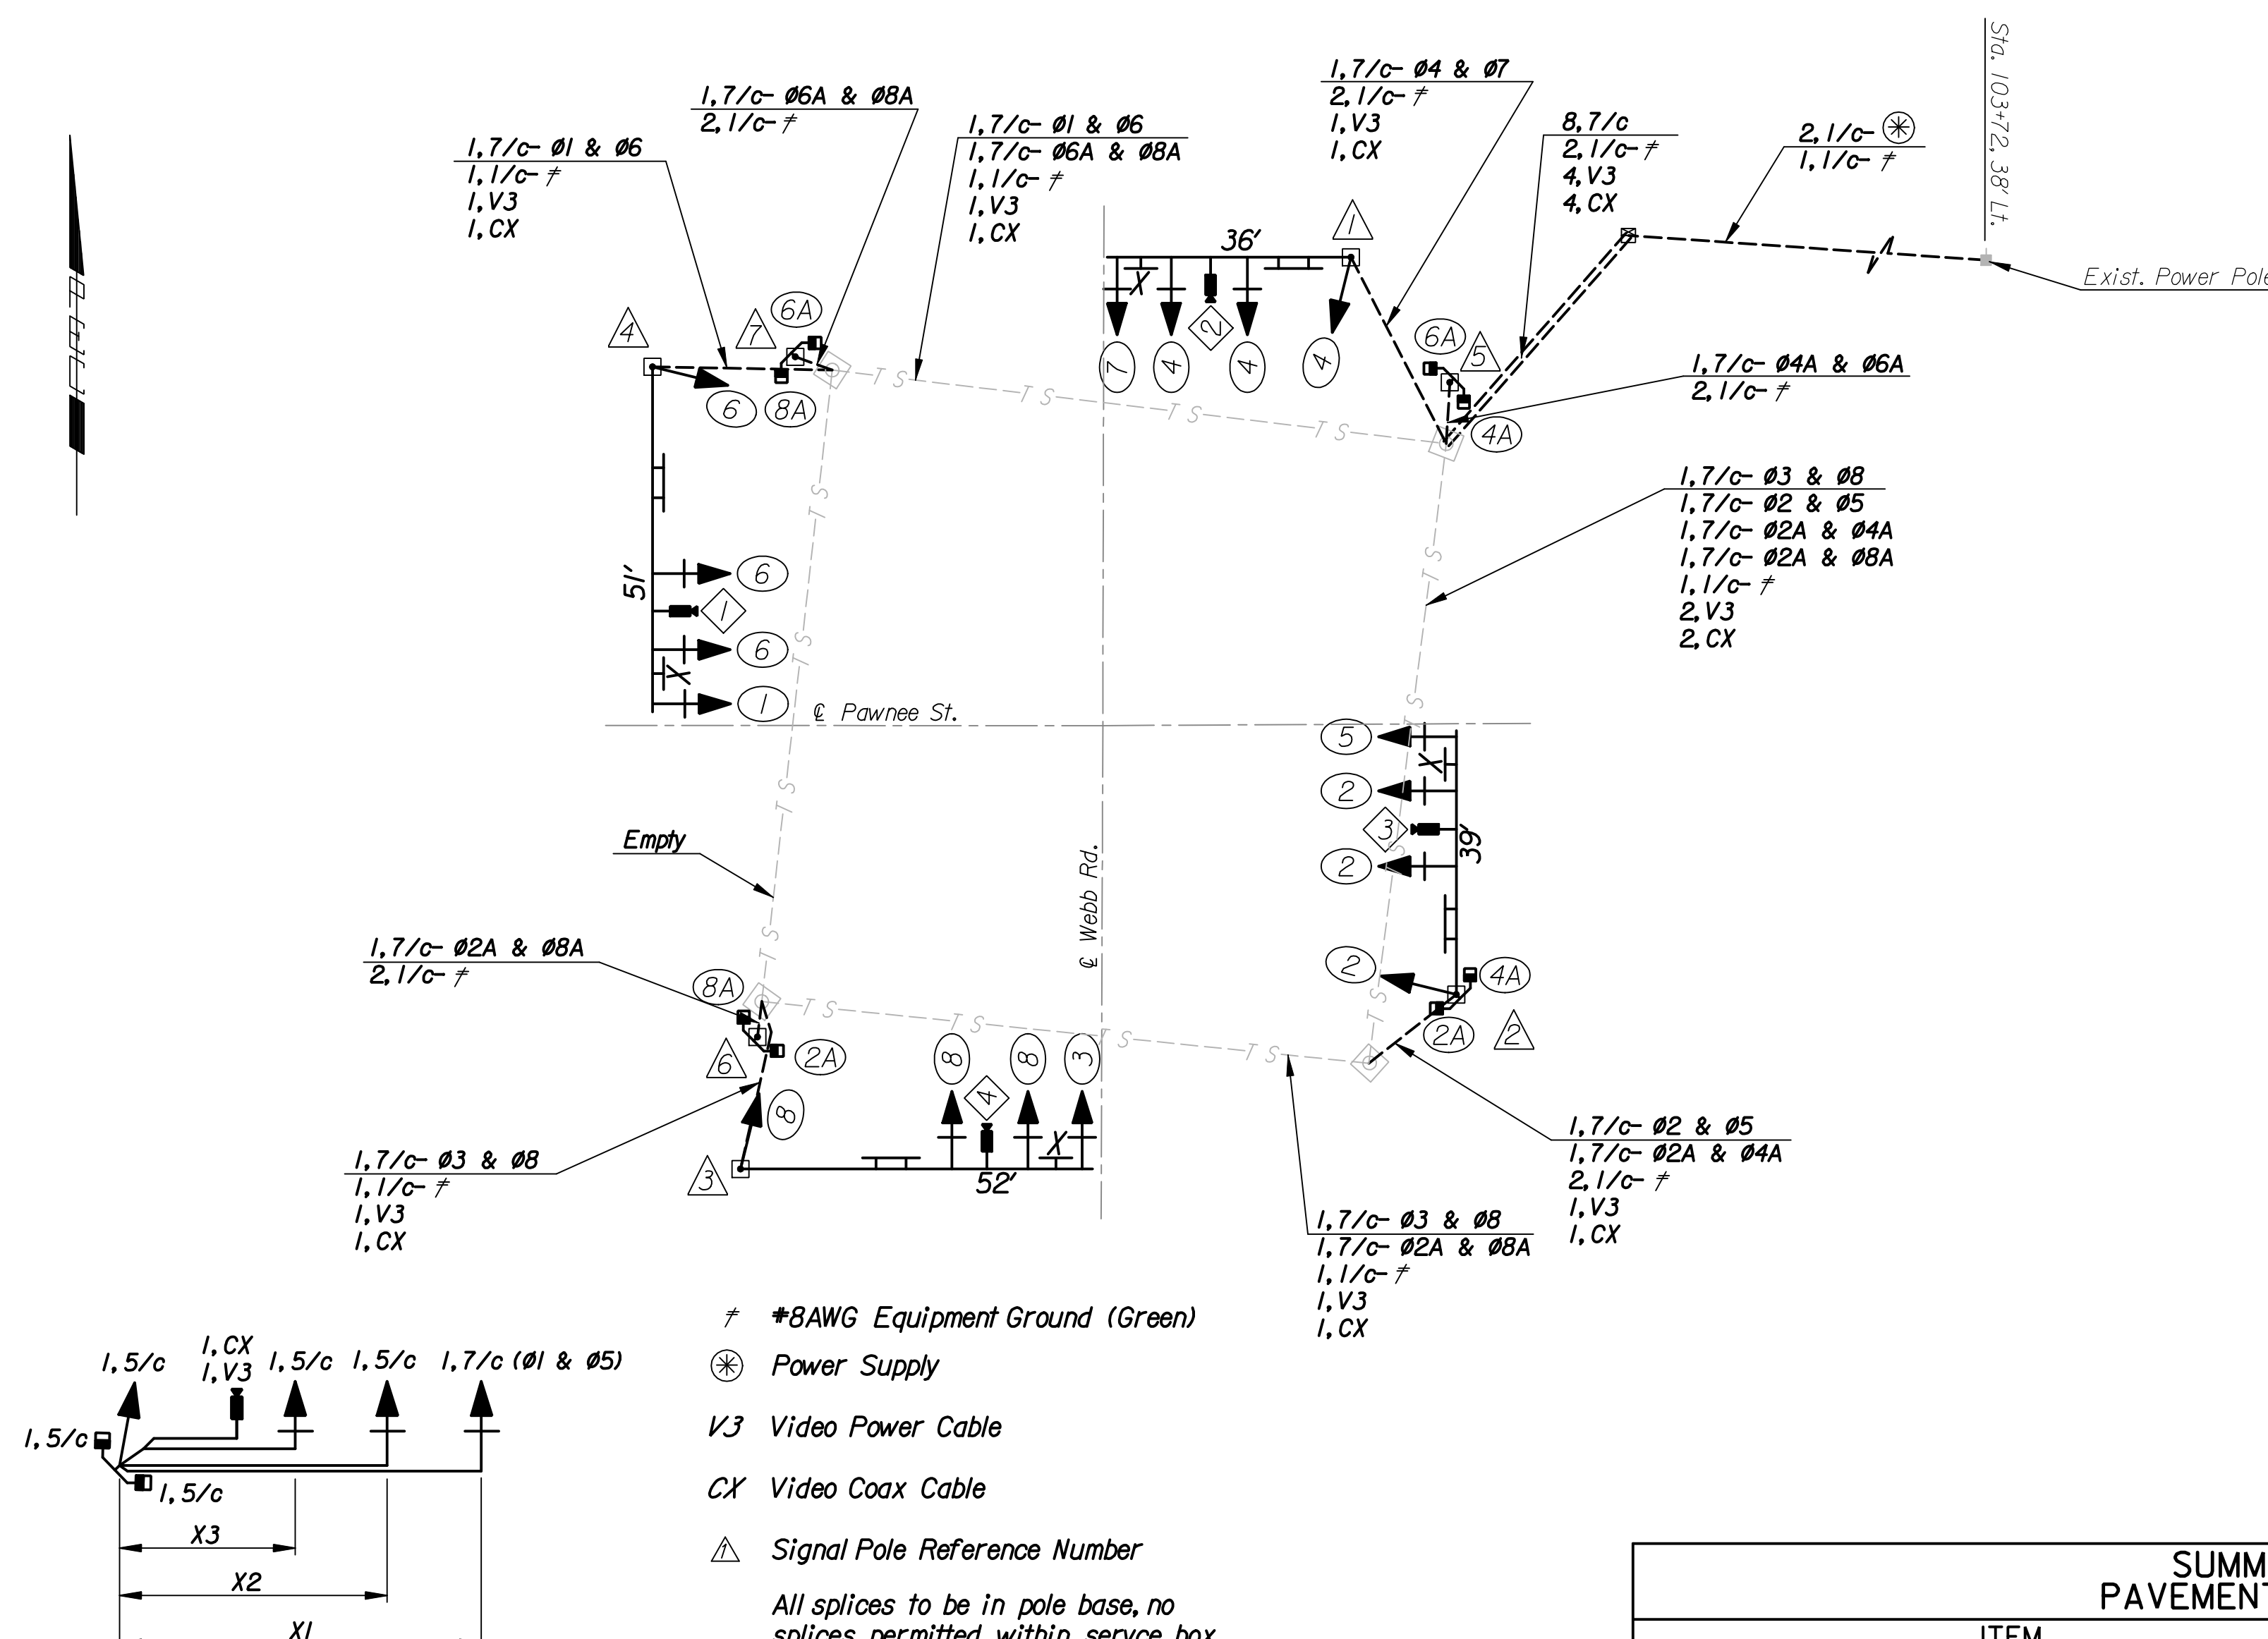 1,7/c- Ø4 & Ø7
2,1/c- ≠
1,V3
1,CX
1,7/c- Ø6A & Ø8A
2,1/c- ≠
1,7/c- Ø1 & Ø6
1,7/c- Ø6A & Ø8A
1,1/c- ≠
1,V3
1,CX
8,7/c
2,1/c- ≠
4,V3
4,CX
2,1/c-
1,1/c- ≠
Sta. 103+72, 38' Lt.
Exist. Power Pole
1,7/c- Ø1 & Ø6
1,1/c- ≠
1,V3
1,CX
36'
1
7
4
2
4
4
4
7
6A
6
8A
6A
5
4A
1,7/c- Ø4A & Ø6A
2,1/c- ≠
T S
T S
T S
T S
1,7/c- Ø3 & Ø8
1,7/c- Ø2 & Ø5
1,7/c- Ø2A & Ø4A
1,7/c- Ø2A & Ø8A
1,1/c- ≠
2,V3
2,CX
51'
6
1
6
1
T S
T S
T S
T S
℄ Pawnee St.
℄ Webb Rd.
T S
T S
S
T S
5
2
3
2
39'
2
4A
2A
2
Empty
1,7/c- Ø2A & Ø8A
2,1/c- ≠
8A
6
2A
8
3
T S
T S
T S
T S
8
4
8
3
52'
1,7/c- Ø3 & Ø8
1,1/c- ≠
1,V3
1,CX
1,7/c- Ø2 & Ø5
1,7/c- Ø2A & Ø4A
2,1/c- ≠
1,V3
1,CX
1,7/c- Ø3 & Ø8
1,7/c- Ø2A & Ø8A
1,1/c- ≠
1,V3
1,CX
1,5/c
1,CX
1,V3
1,5/c
1,5/c
1,7/c (Ø1 & Ø5)
1,5/c
1,5/c
X3
X2
X1
≠ #8AWG Equipment Ground (Green)
Power Supply
V3 Video Power Cable
CX Video Coax Cable
1 Signal Pole Reference Number
All splices to be in pole base, no
splices permitted within servce box
SUMM
PAVEMENT
ITEM